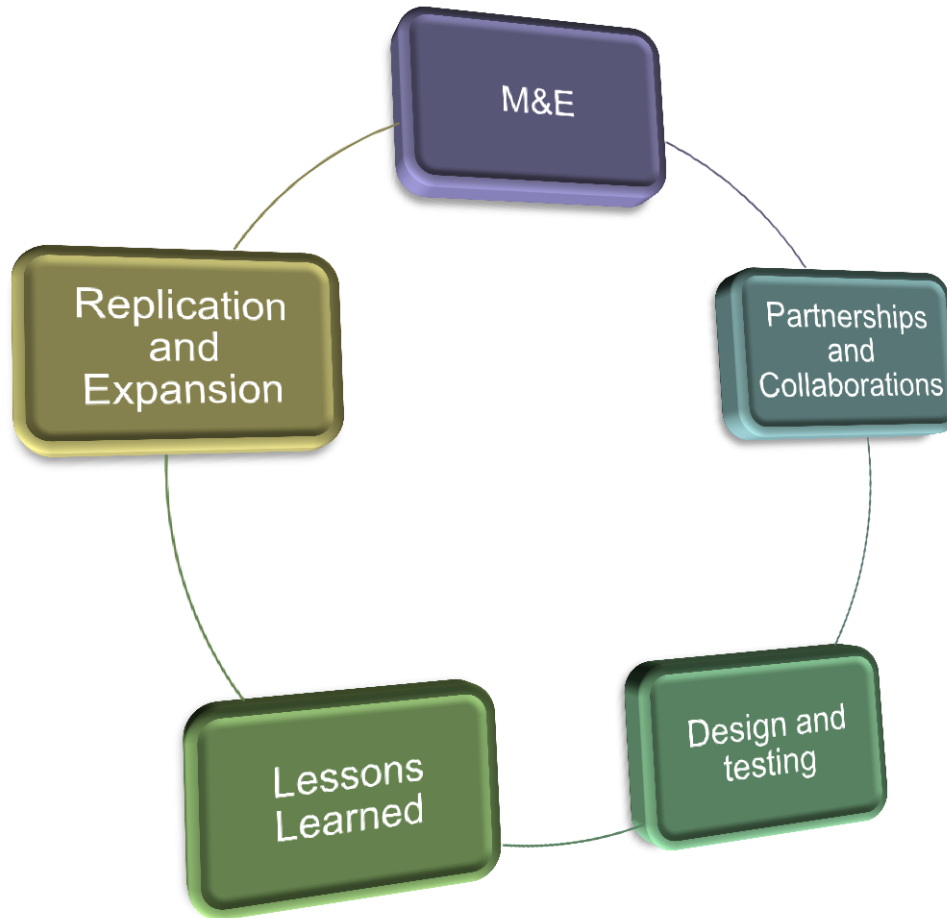 M&E
Partnerships
and
Collaborations
Design and
testing
Lessons
Learned
Replication
and
Expansion